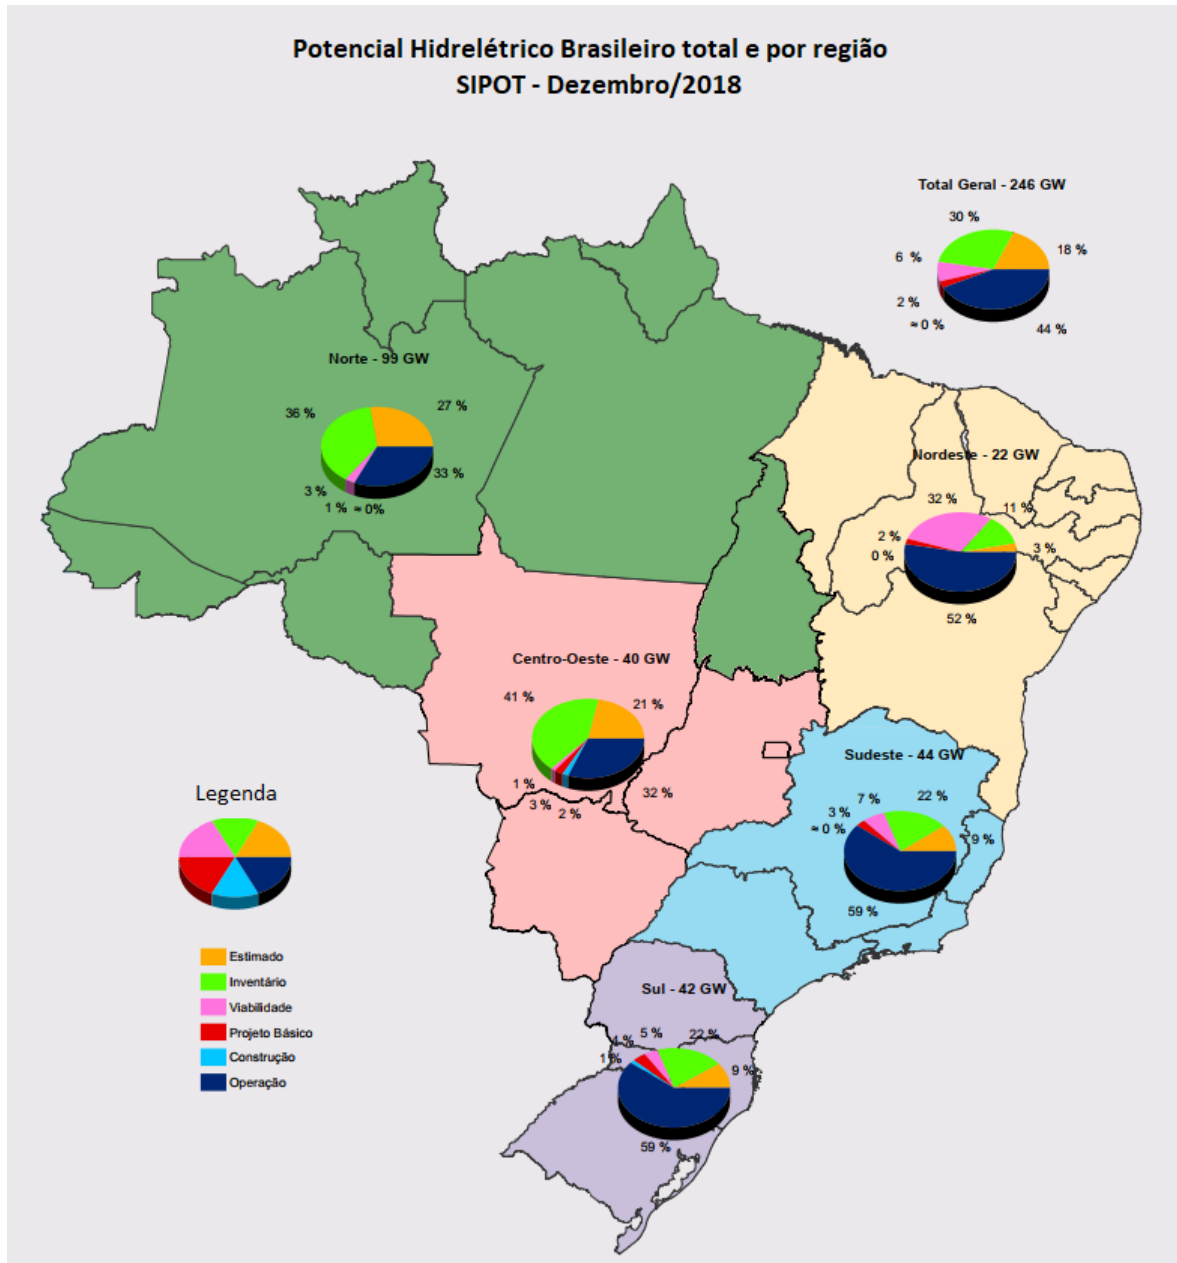 Potencial Hidrelétrico Brasileiro total e por região
SIPOT - Dezembro/2018
Total Geral - 246 GW
30 %
18 %
6 %
2 %
≈ 0 %
44 %
Norte - 99 GW
36 %
27 %
33 %
3 %
1 %
≈ 0%
Nordeste - 22 GW
32 %
11 %
2 %
0 %
3 %
52 %
Centro-Oeste - 40 GW
41 %
21 %
1 %
3 %
2 %
32 %
Sudeste - 44 GW
7 %
22 %
3 %
≈ 0 %
9 %
59 %
Legenda
Estimado
Inventário
Viabilidade
Projeto Básico
Construção
Operação
Sul - 42 GW
4 %
5 %
22 %
1 %
9 %
59 %